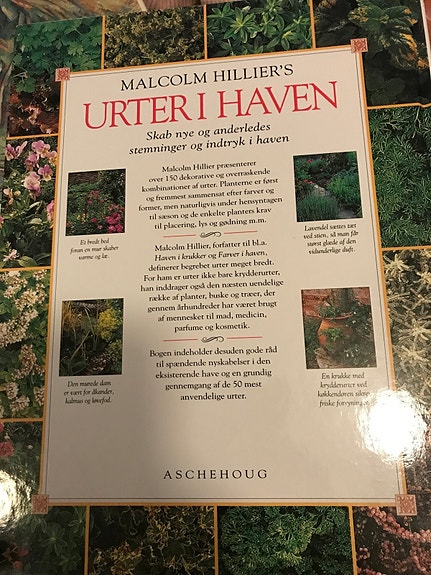 MALCOLM HILLIER'S
URTER I HAVEN
Skab nye og anderledes
stemninger og indtryk i haven
Malcolm Hillier præsenterer
over 150 dekorative og overraskende
kombinationer af urter. Planterne er først
og fremmest sammensat efter farver og
former, men naturligvis under hensyntagen
til sæson og de enkelte planters krav
til placering, lys og gødning m.m.
Et bredt bed
foran en mur skaber
varme og læ.
Lavendel sættes tæt
ved stien, så man får
størst glæde af den
vidunderlige duft.
Malcolm Hillier, forfatter til bl.a.
Haven i krukker og Farver i haven,
definerer begrebet urter meget bredt.
For ham er urter ikke bare krydderurter,
han inddrager også den næsten uendelige
række af planter, buske og træer, der
gennem århundreder har været brugt
af mennesket til mad, medicin,
parfume og kosmetik.
Den murede dam
er vært for åkander,
kalmus og løvefod.
En krukke med
krydderurter ved
køkkendøren sikrer
friske forsyninger.
Bogen indeholder desuden gode råd
til spændende nyskabelser i den
eksisterende have og en grundig
gennemgang af de 50 mest
anvendelige urter.
ASCHEHOUG